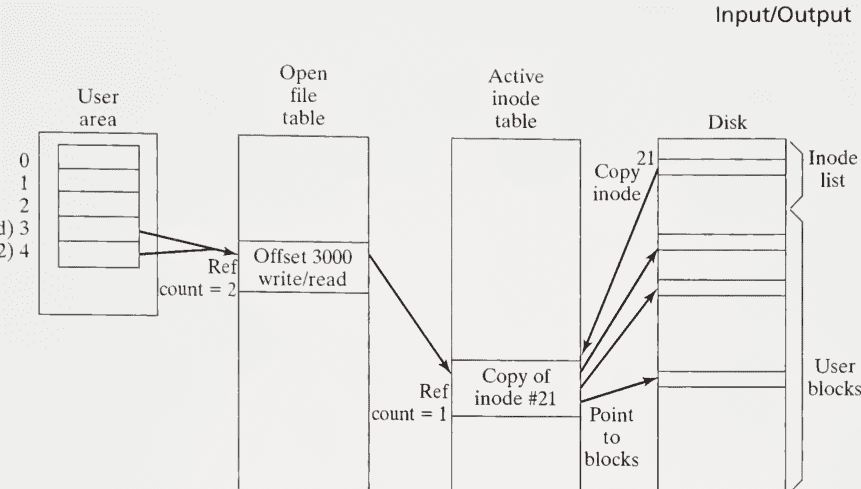 Input/Output
User
area
Open
file
table
Active
inode
table
Disk
0
1
2
d) 3
2) 4
Ref
count = 2
Offset 3000
write/read
Ref
count = 1
Copy of
inode #21
21
Copy
inode
Point
to
blocks
Inode
list
User
blocks